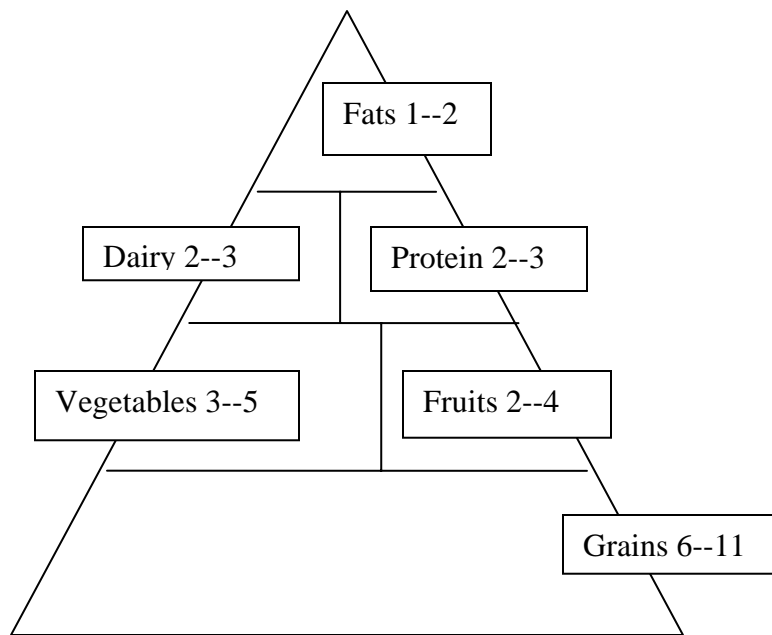 Fats 1--2
Dairy 2--3
Protein 2--3
Vegetables 3--5
Fruits 2--4
Grains 6--11